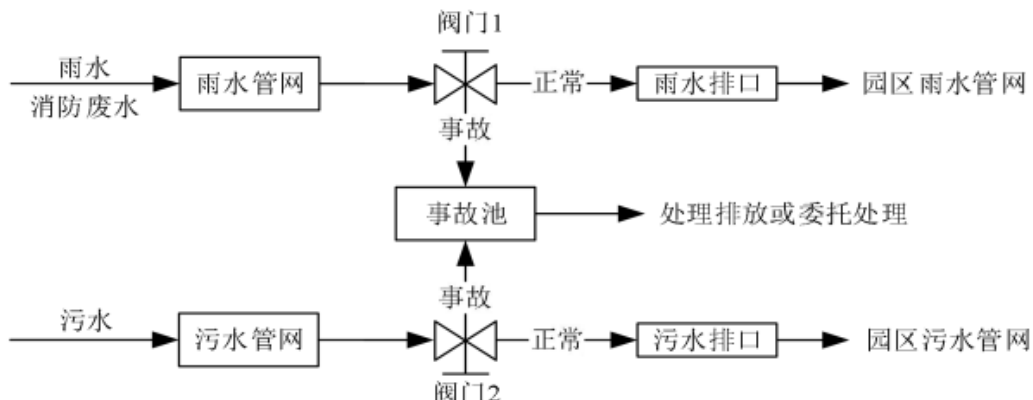 阀门1
雨水
消防废水
雨水管网
正常
雨水排口
园区雨水管网
事故
事故池
处理排放或委托处理
事故
污水
污水管网
正常
污水排口
园区污水管网
阀门2